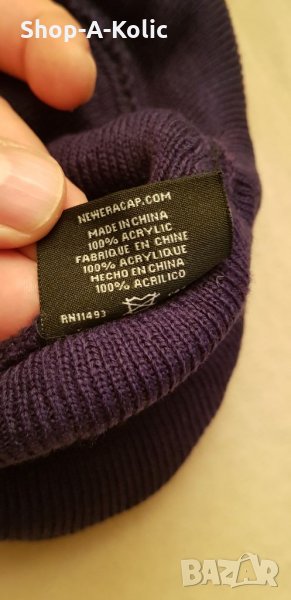 Shop-A-Kolic
NEWERACAP.COM
MADE IN CHINA
100% ACRYLIC
FABRIQUE EN CHINE
100% ACRYLIQUE
HECHO EN CHINA
100% ACRILICO
RN11493
BAZAR